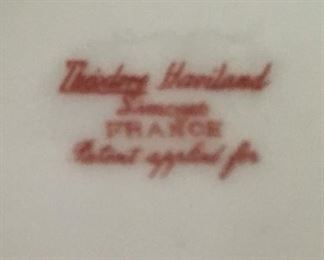 Theodore Haviland
Limoges
FRANCE
Patent applied for